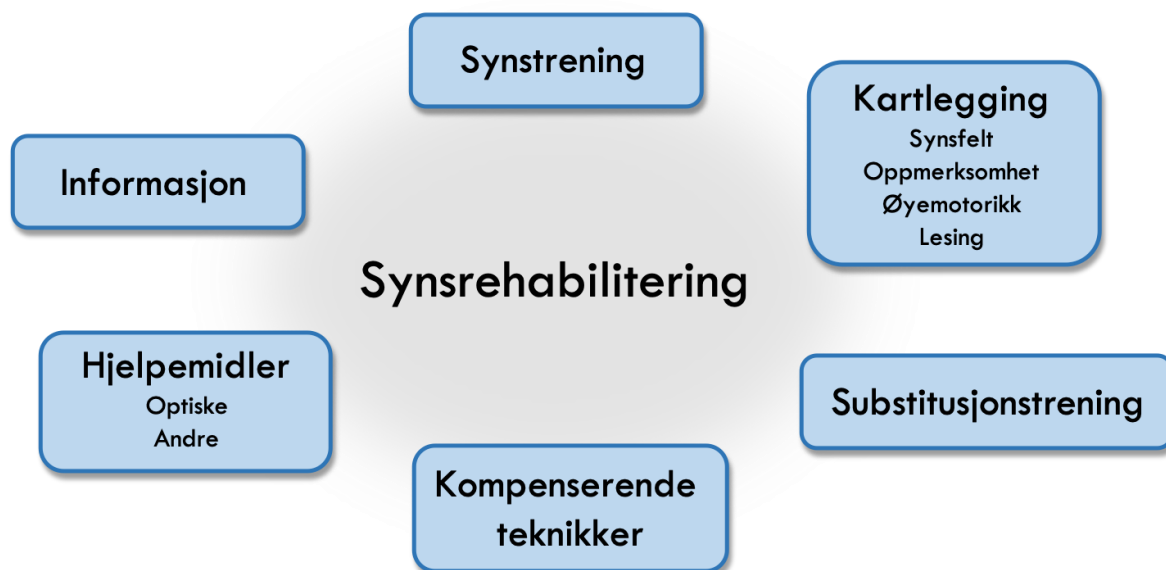 Synstrening
Kartlegging
Synsfelt
Oppmerksomhet
Øyemotorikk
Lesing
Informasjon
Synsrehabilitering
Hjelpemidler
Optiske
Andre
Substitusjonstrening
Kompenserende
teknikker